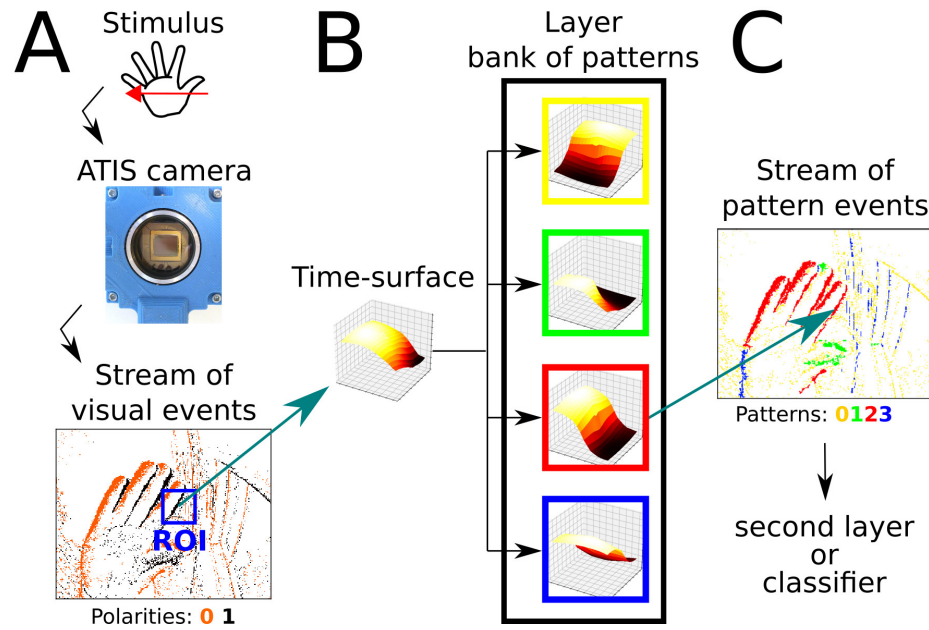 A
Stimulus
ATIS camera
Stream of
visual events
ROI
Polarities: 0 1
B
Time-surface
Layer
bank of patterns
C
Stream of
pattern events
Patterns: 0123
second layer
or
classifier